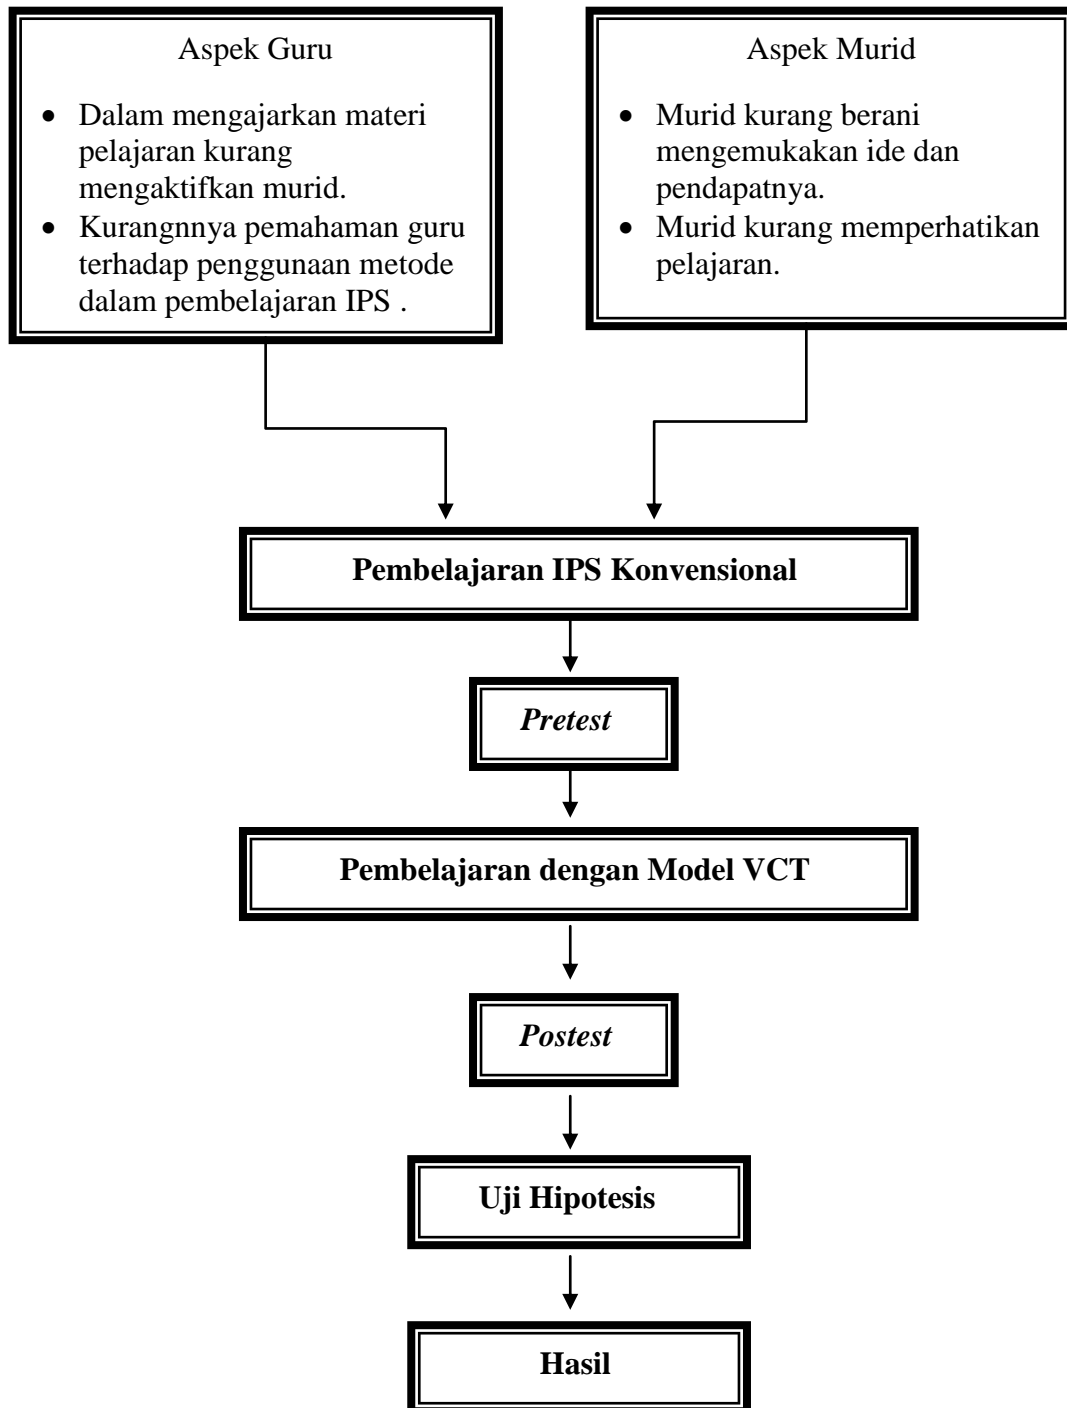 Aspek Guru
• Dalam mengajarkan materi
pelajaran kurang
mengaktifkan murid.
• Kurangnnya pemahaman guru
terhadap penggunaan metode
dalam pembelajaran IPS .
Aspek Murid
• Murid kurang berani
mengemukakan ide dan
pendapatnya.
• Murid kurang memperhatikan
pelajaran.
Pembelajaran IPS Konvensional
Pretest
Pembelajaran dengan Model VCT
Postest
Uji Hipotesis
Hasil